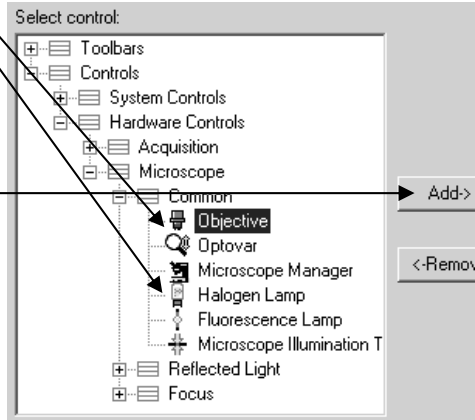 Select control:
Toolbars
Controls
System Controls
Hardware Controls
Acquisition
Microscope
Common
Add->
Objective
Optovar
Microscope Manager
<-Remov
Halogen Lamp
Fluorescence Lamp
Microscope Illumination T
Reflected Light
Focus